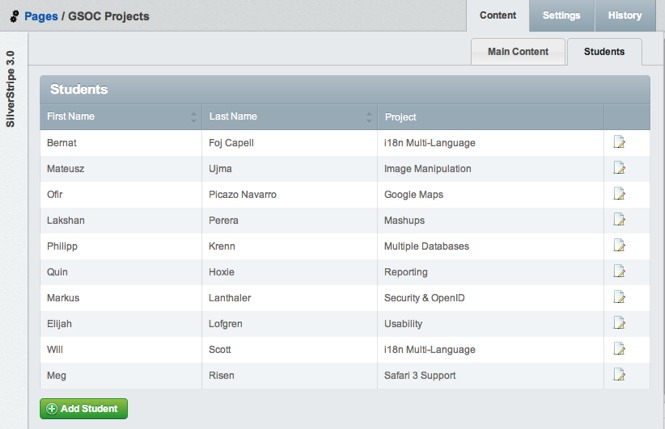 Pages / GSOC Projects
Content Settings History
SilverStripe 3.0
Main Content Students
Students
First Name Last Name Project
Bernat Foj Capell i18n Multi-Language
Mateusz Ujma Image Manipulation
Ofir Picazo Navarro Google Maps
Lakshan Perera Mashups
Philipp Krenn Multiple Databases
Quin Hoxie Reporting
Markus Lanthaler Security & OpenID
Elijah Lofgren Usability
Will Scott i18n Multi-Language
Meg Risen Safari 3 Support
Add Student